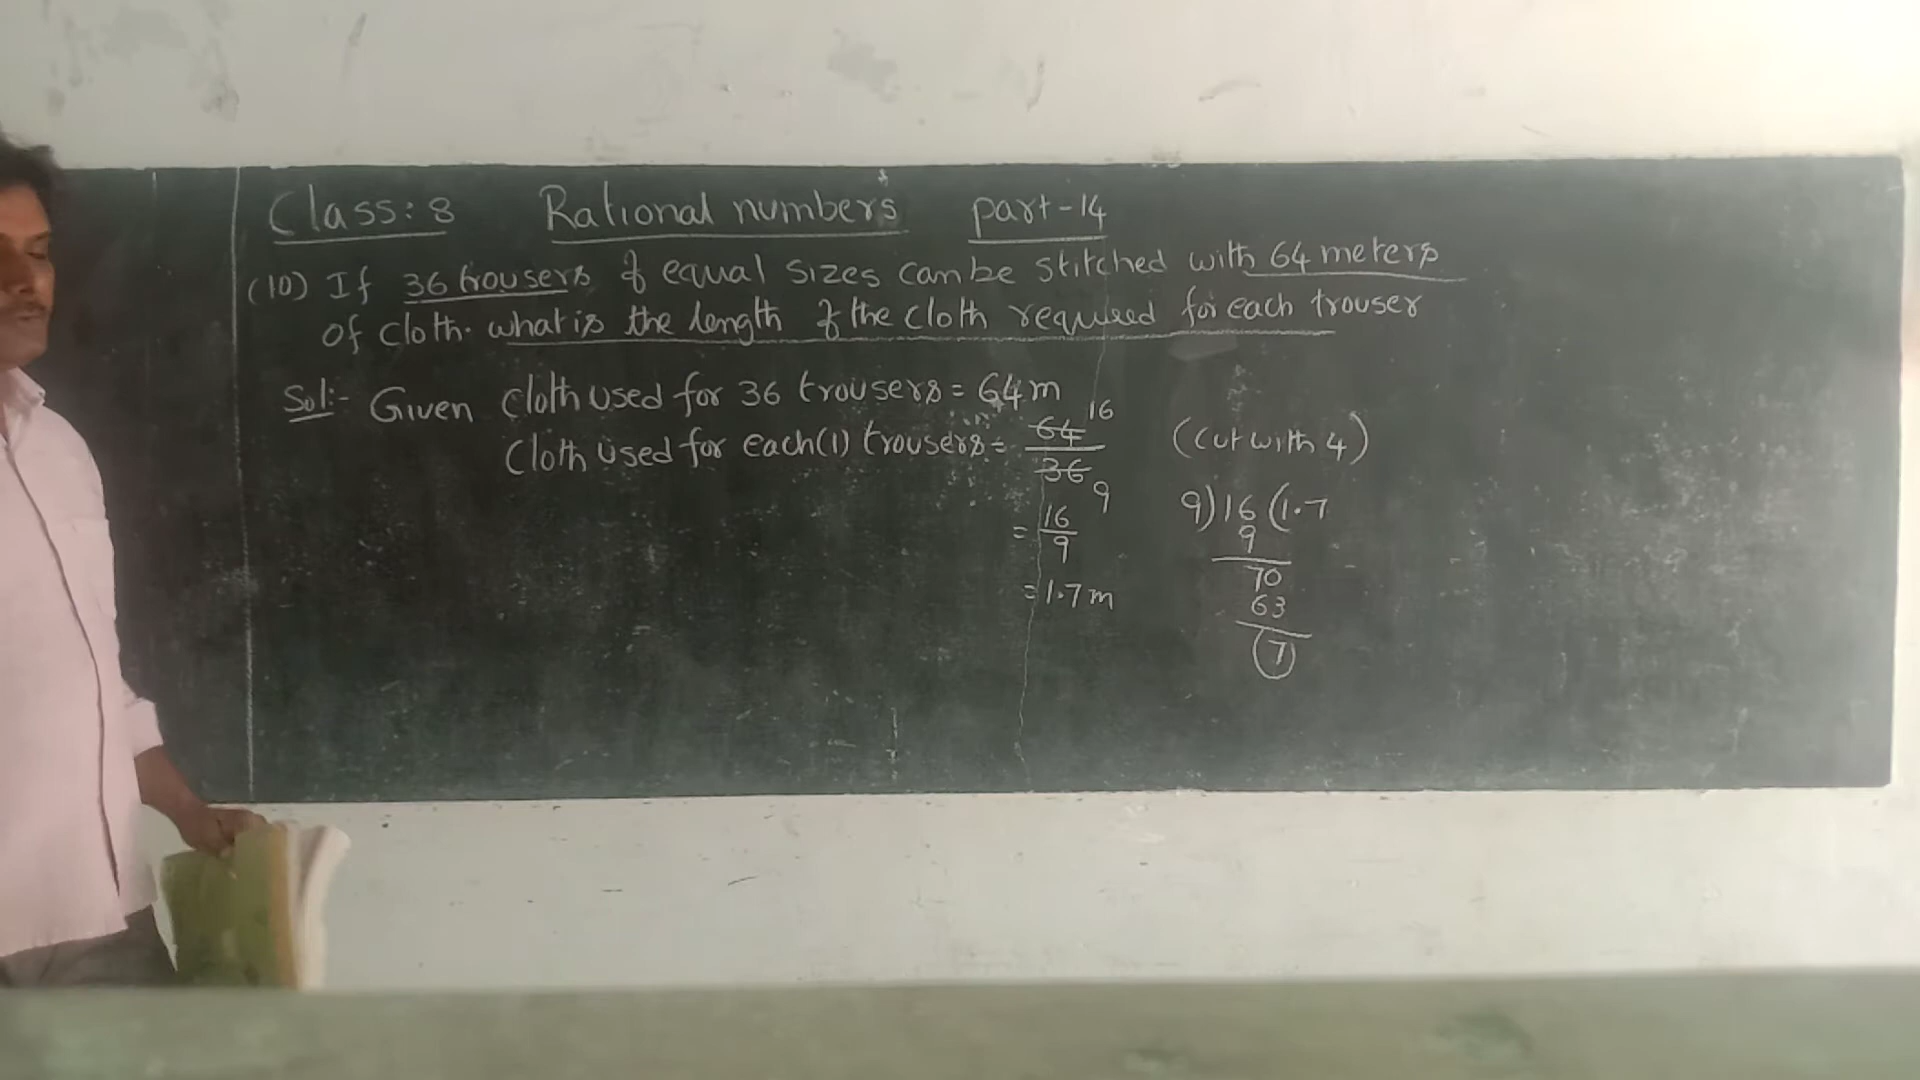 Class: 8 Rational numbers part-14
(10) If 36 trousers of equal sizes can be stitched with 64 meters
of cloth. what is the length of the cloth required for each trouser
Sol:- Given cloth used for 36 trousers = 64m
cloth used for each (1) trousers = 64/36 16 9 (cut with 4)
= 16/9
= 1.7 m
9)16(1.7
9
70
63
7